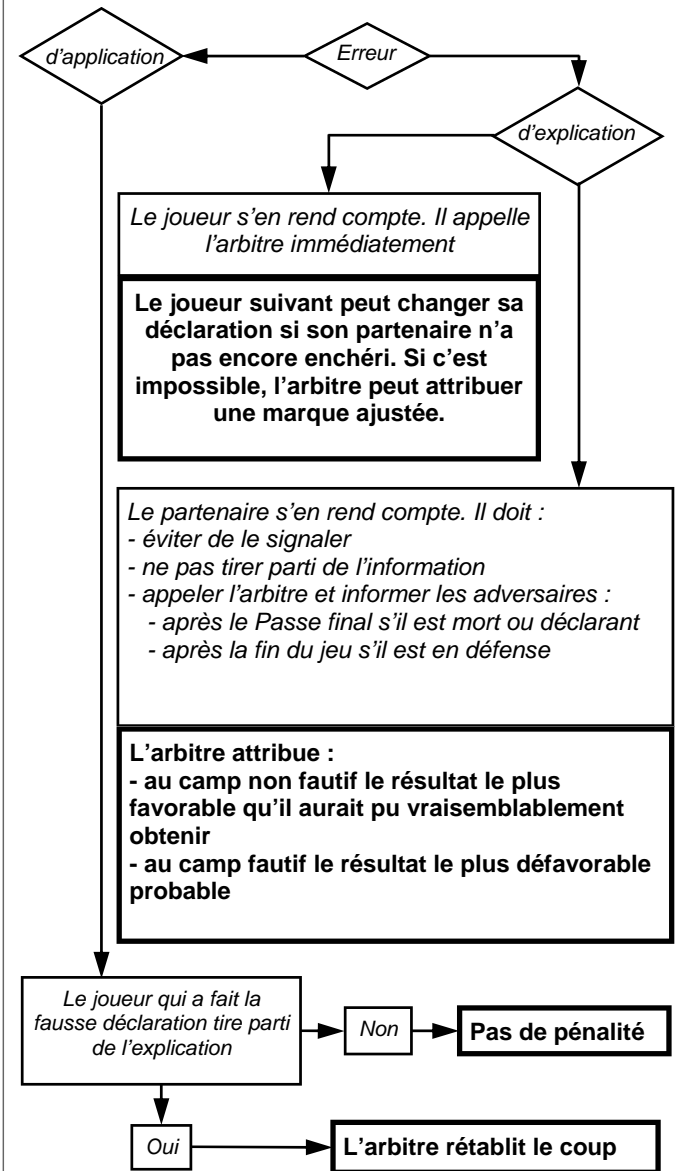 d'application
Erreur
d'explication
Le joueur s'en rend compte. Il appelle
l'arbitre immédiatement
Le joueur suivant peut changer sa
déclaration si son partenaire n'a
pas encore enchéri. Si c'est
impossible, l'arbitre peut attribuer
une marque ajustée.
Le partenaire s'en rend compte. Il doit :
- éviter de le signaler
- ne pas tirer parti de l'information
- appeler l'arbitre et informer les adversaires :
- après le Passe final s'il est mort ou déclarant
- après la fin du jeu s'il est en défense
L'arbitre attribue :
- au camp non fautif le résultat le plus
favorable qu'il aurait pu vraisemblablement
obtenir
- au camp fautif le résultat le plus défavorable
probable
Le joueur qui a fait la
fausse déclaration tire parti
de l'explication
Non
Pas de pénalité
Oui
L'arbitre rétablit le coup